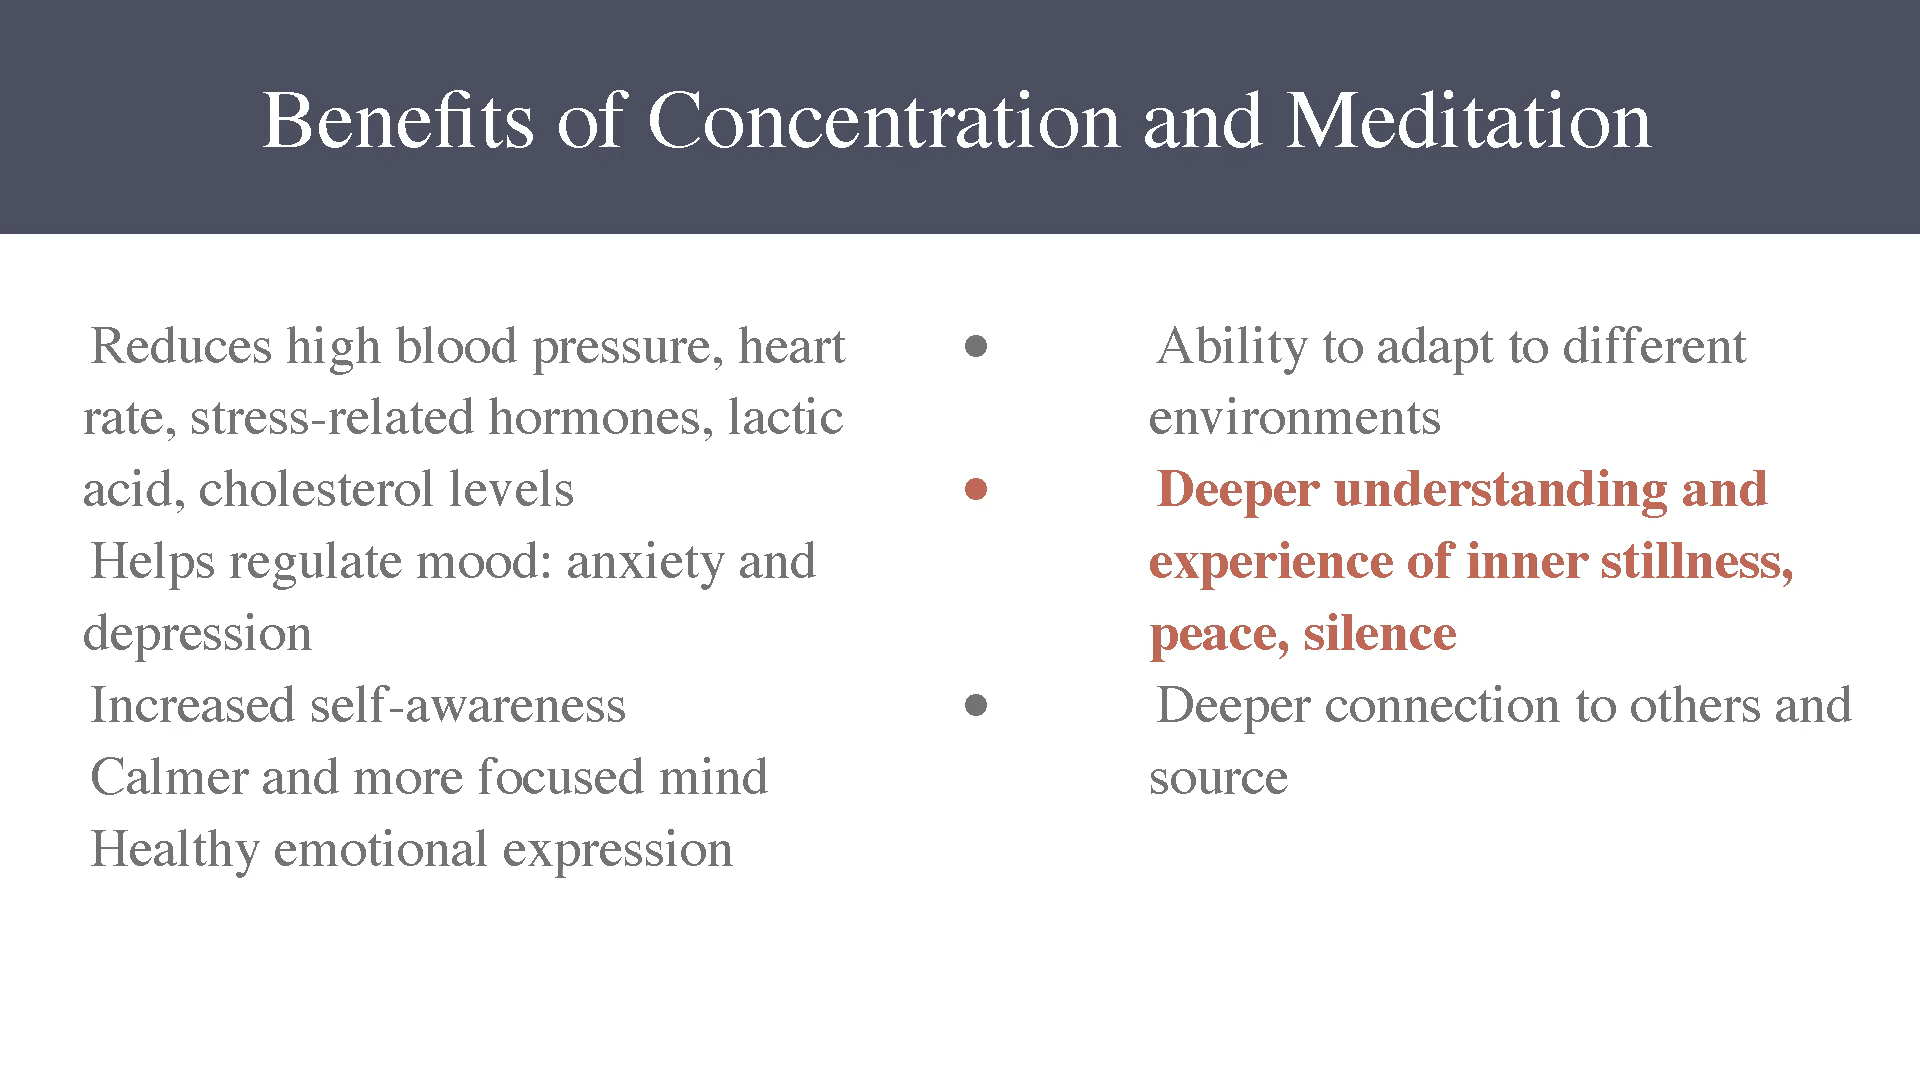 Benefits of Concentration and Meditation
Reduces high blood pressure, heart
rate, stress-related hormones, lactic
acid, cholesterol levels
Helps regulate mood: anxiety and
depression
Increased self-awareness
Calmer and more focused mind
Healthy emotional expression
● Ability to adapt to different
environments
● Deeper understanding and
experience of inner stillness,
peace, silence
● Deeper connection to others and
source